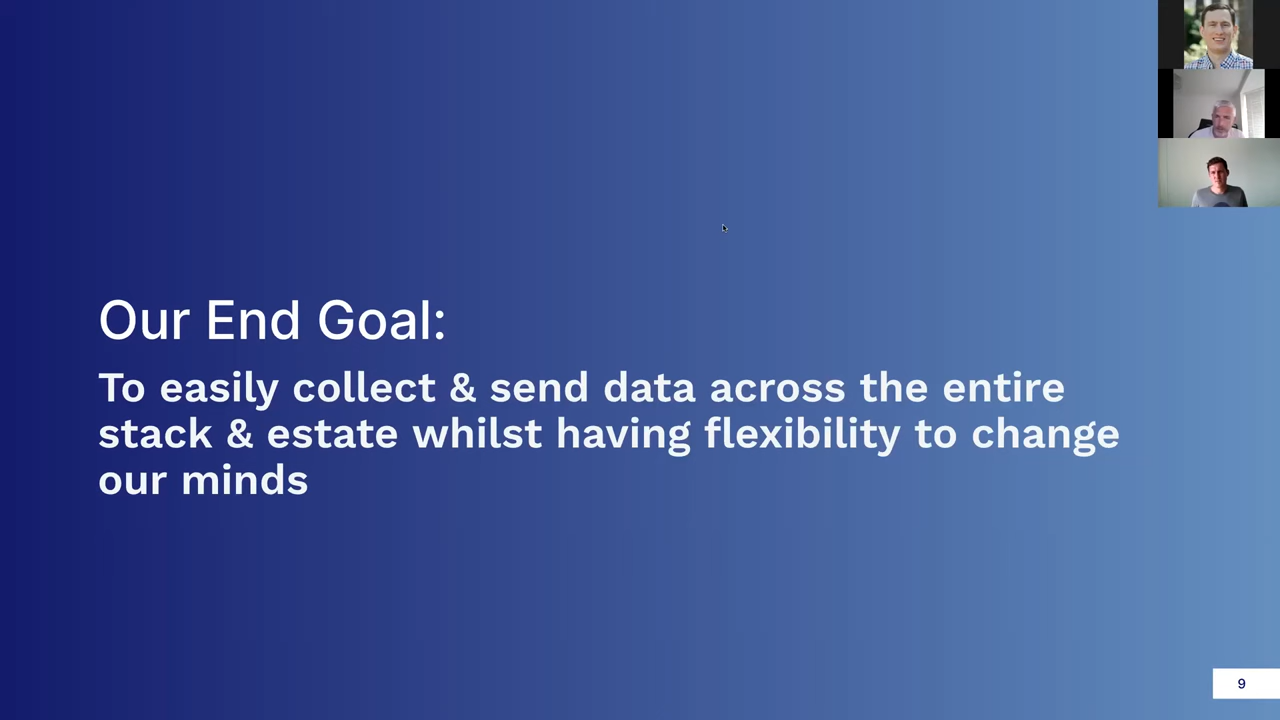 Our End Goal:
To easily collect & send data across the entire
stack & estate whilst having flexibility to change
our minds
9